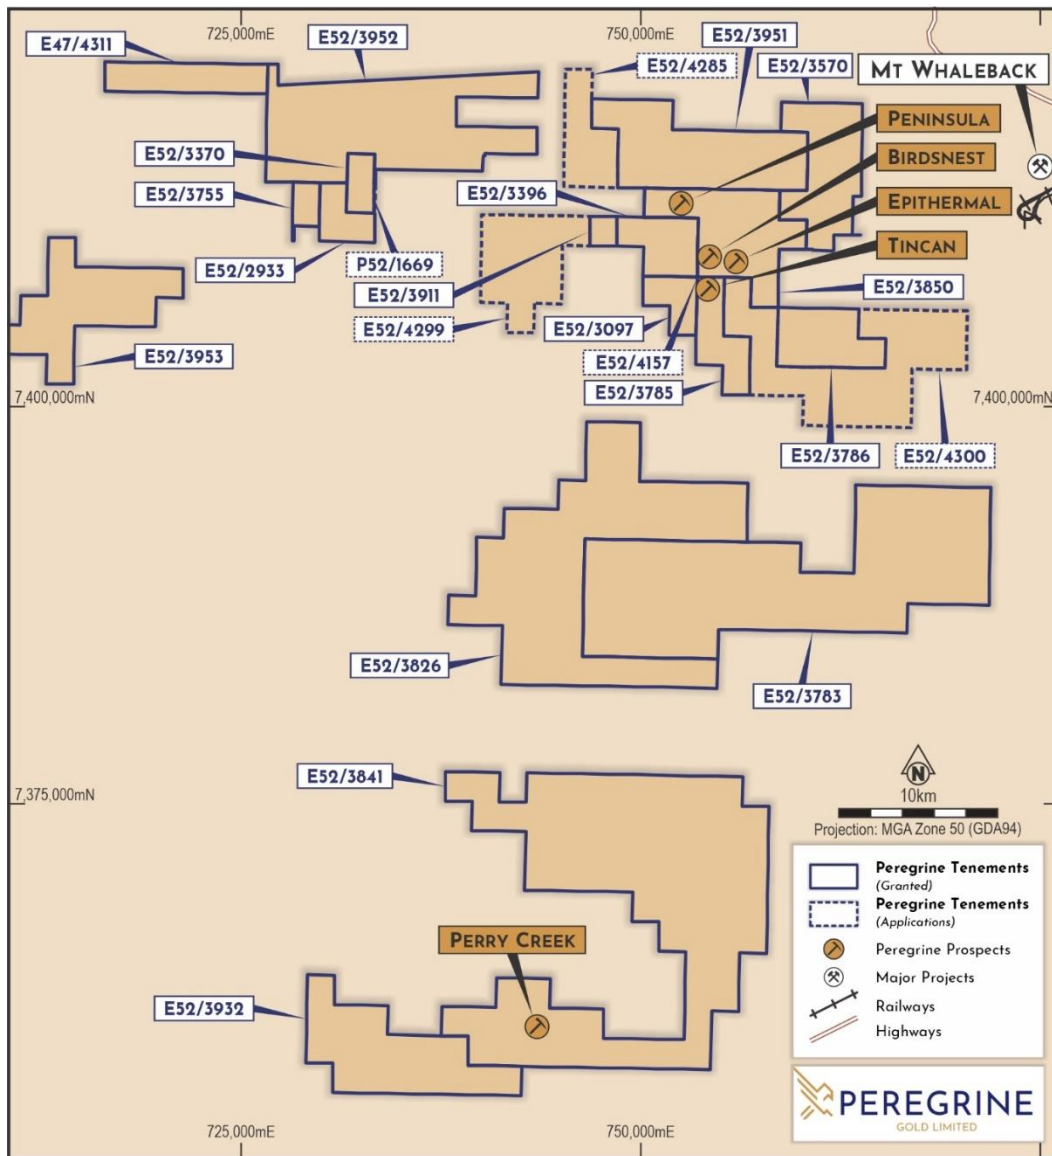 725,000mE
750,000mE
E47/4311
E52/3952
E52/3951
E52/4285
E52/3570
MT WHALEBACK
PENINSULA
E52/3370
BIRDSNEST
E52/3755
E52/3396
EPITHERMAL
TINCAN
E52/2933
P52/1669
E52/3911
E52/3850
E52/4299
E52/3097
E52/3953
E52/4157
E52/3785
7,400,000mN
7,400,000mN
E52/3786
E52/4300
E52/3826
E52/3783
E52/3841
7,375,000mN
N
10km
Projection: MGA Zone 50 (GDA94)
Peregrine Tenements
(Granted)
Peregrine Tenements
(Applications)
Peregrine Prospects
Major Projects
Railways
Highways
PERRY CREEK
E52/3932
PEREGRINE
GOLD LIMITED
725,000mE
750,000mE